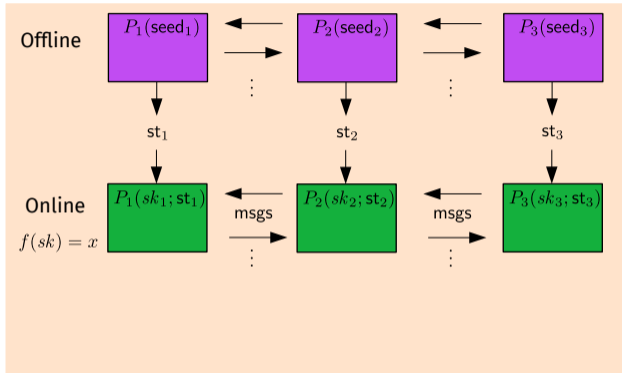 Offline
P₁(seed₁)
P₂(seed₂)
P₃(seed₃)
⋮
⋮
st₁
st₂
st₃
Online
P₁(sk₁;st₁)
P₂(sk₂;st₂)
P₃(sk₃;st₃)
msgs
msgs
f(sk) = x
⋮
⋮